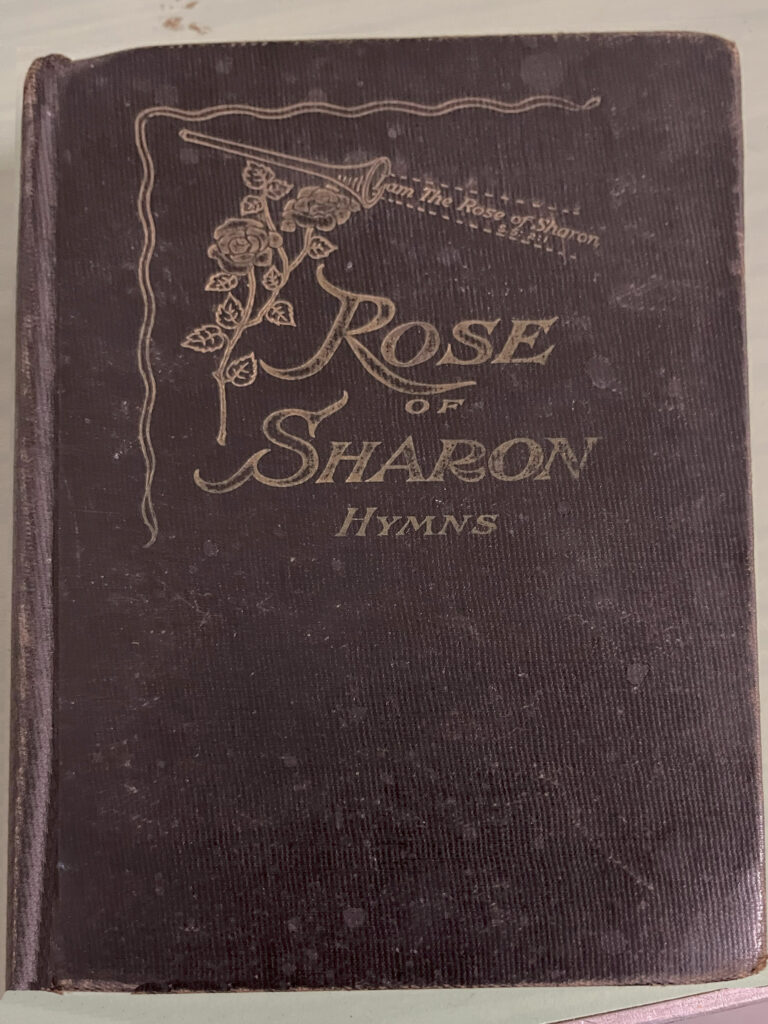 am The Rose of Sharon
ROSE
OF
SHARON
HYMNS